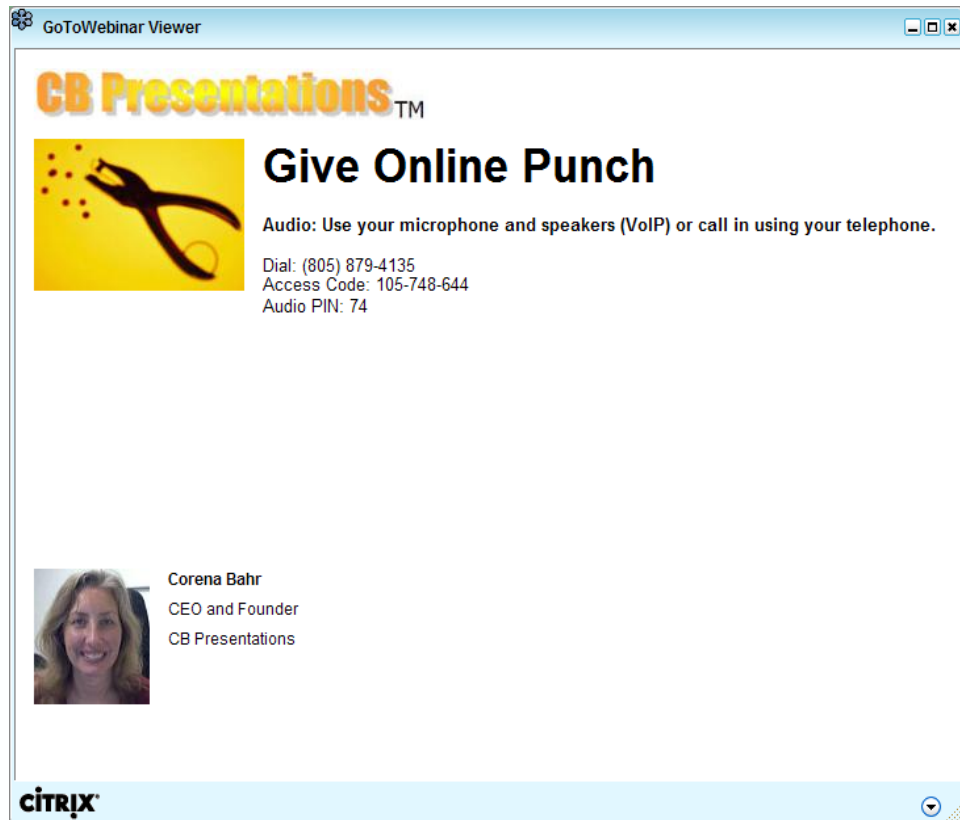 GoToWebinar Viewer
CB Presentations TM
Give Online Punch
Audio: Use your microphone and speakers (VoIP) or call in using your telephone.
Dial: (805) 879-4135
Access Code: 105-748-644
Audio PIN: 74
Corena Bahr
CEO and Founder
CB Presentations
CİTRIX